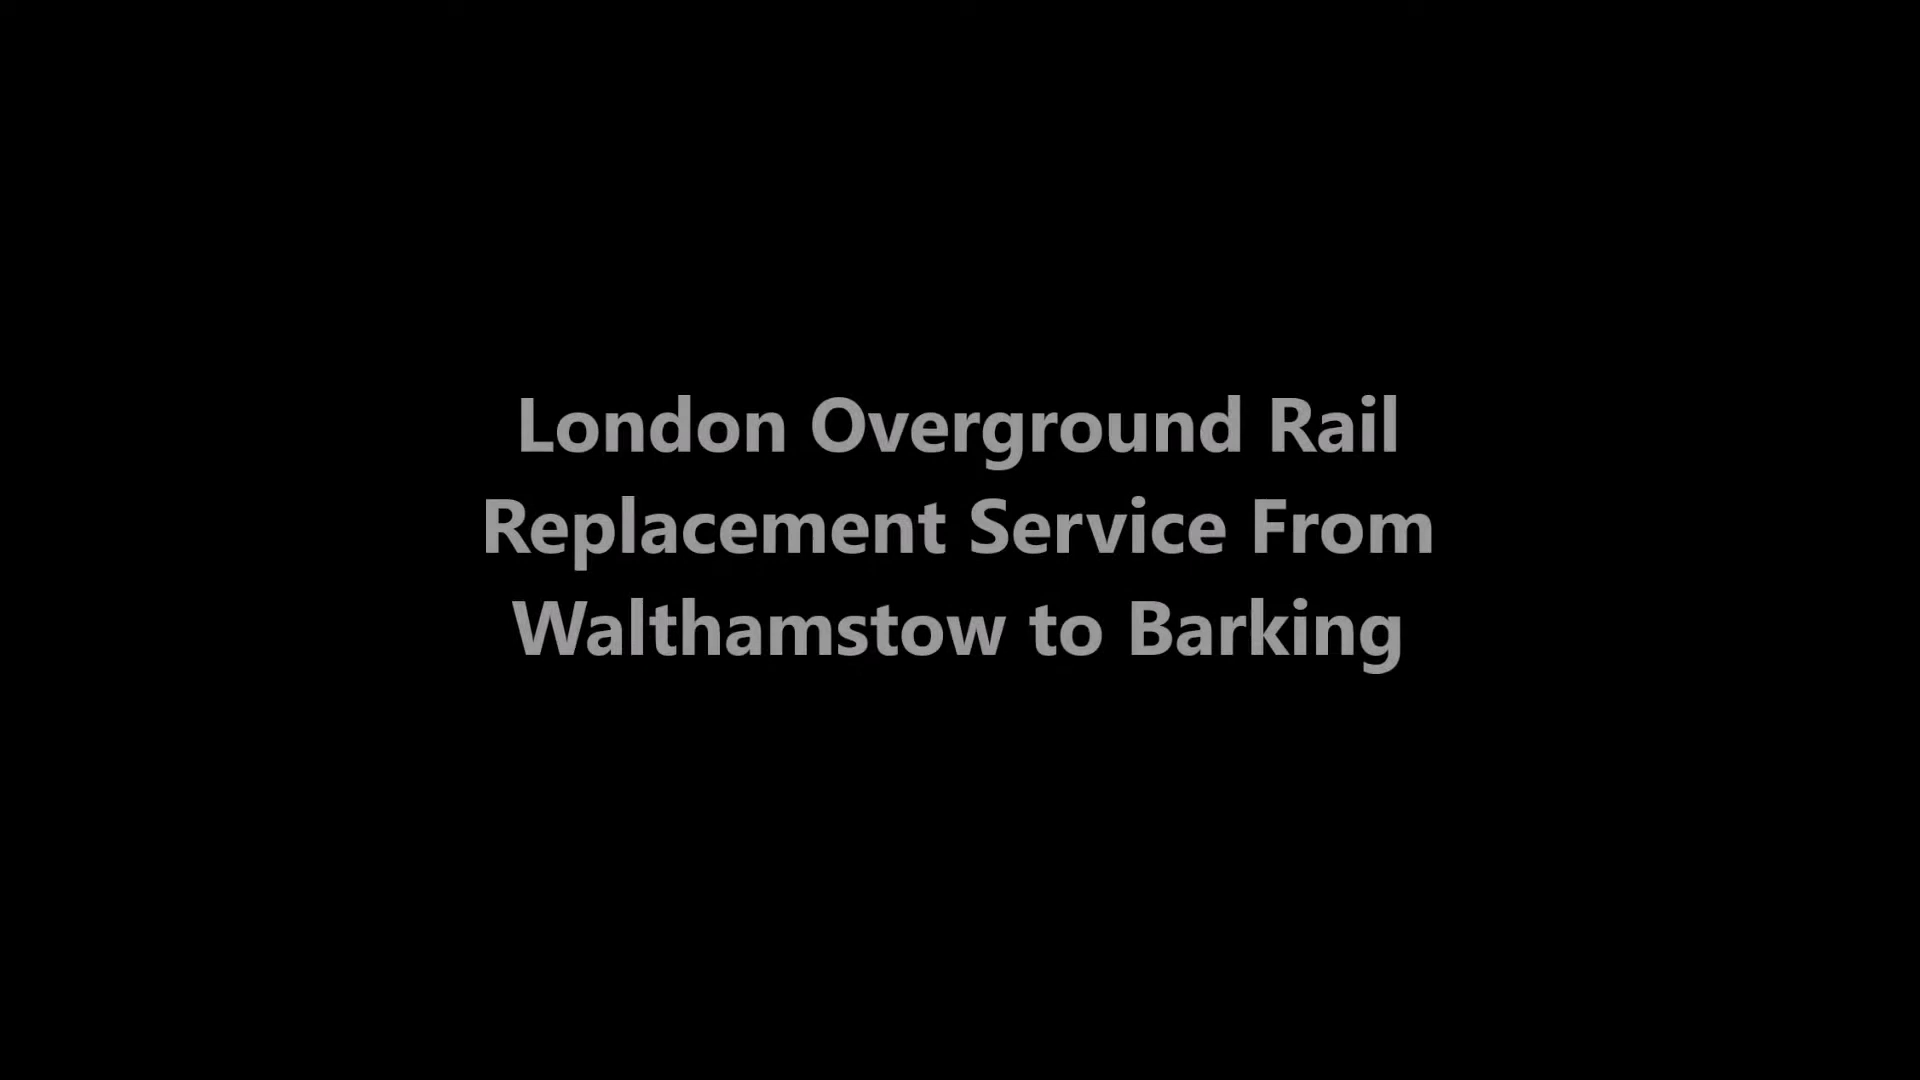 London Overground Rail
Replacement Service From
Walthamstow to Barking